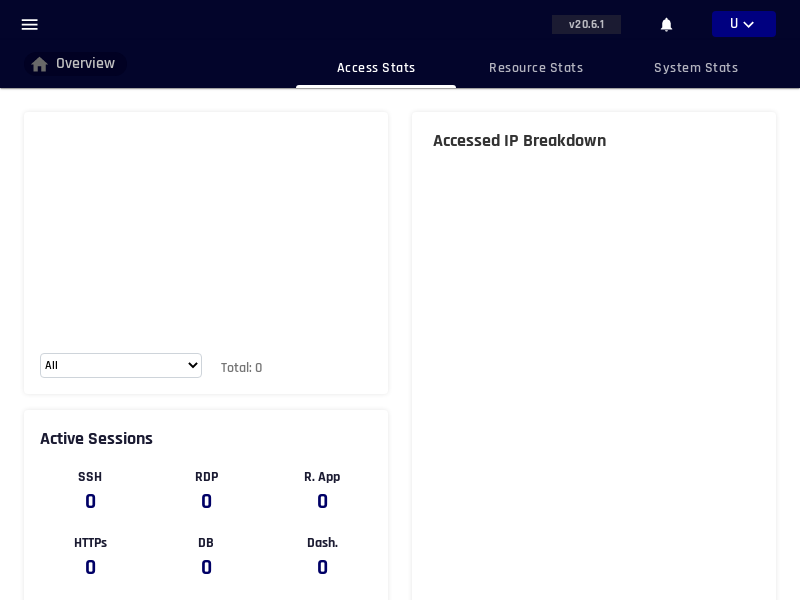 v20.6.1
U
Overview
Access Stats
Resource Stats
System Stats
Accessed IP Breakdown
All
Total: 0
Active Sessions
SSH
RDP
R. App
0
0
0
HTTPs
DB
Dash.
0
0
0